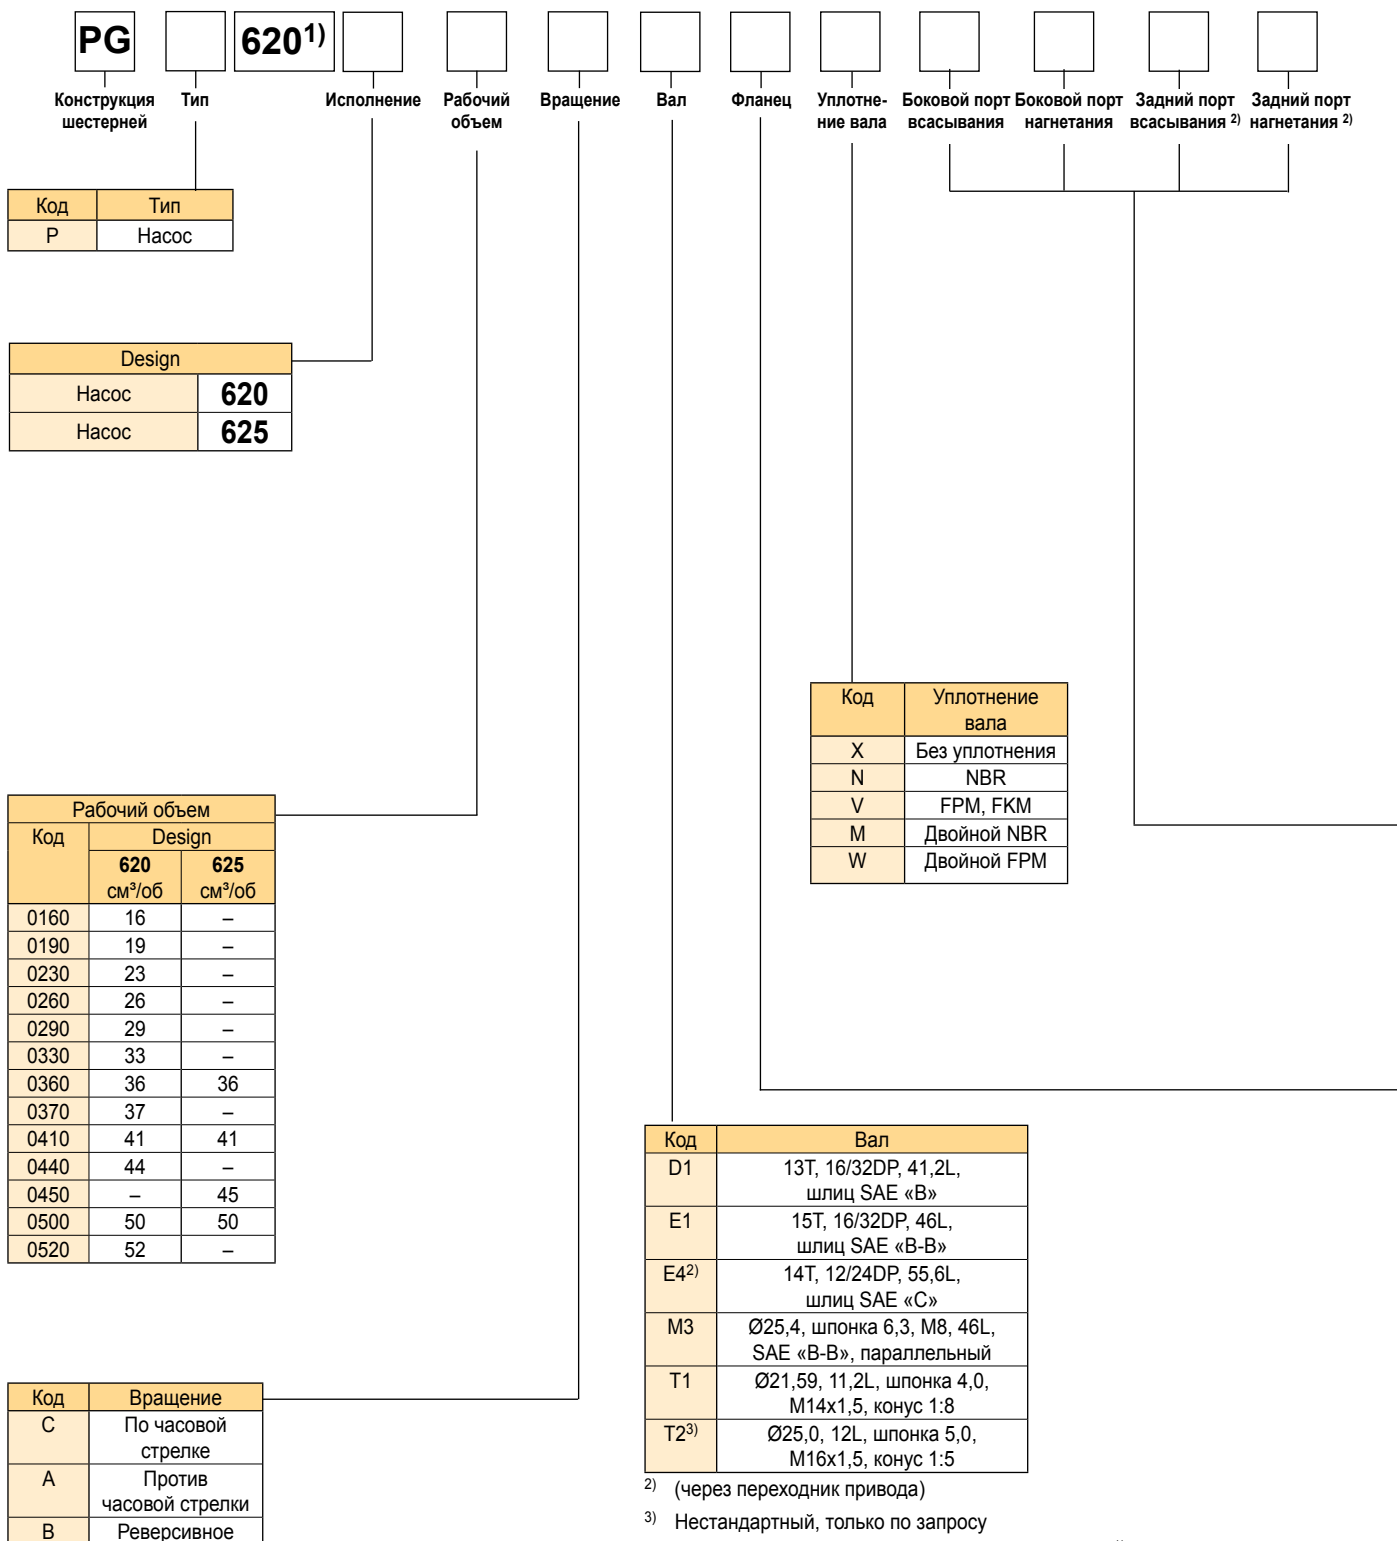 PG 620¹⁾
Конструкция шестерней
Тип
Исполнение
Рабочий объем
Вращение
Вал
Фланец
Уплотне-
ние вала
Боковой порт всасывания
Боковой порт нагнетания
Задний порт всасывания ²⁾
Задний порт нагнетания ²⁾
Код Тип
P Насос
Design
Насос 620
Насос 625
Код Уплотнение вала
X Без уплотнения
N NBR
V FPM, FKM
M Двойной NBR
W Двойной FPM
Рабочий объем
Код Design
620 625
см³/об см³/об
0160 16 –
0190 19 –
0230 23 –
0260 26 –
0290 29 –
0330 33 –
0360 36 36
0370 37 –
0410 41 41
0440 44 –
0450 – 45
0500 50 50
0520 52 –
Код Вал
D1 13T, 16/32DP, 41,2L,
шлиц SAE «B»
E1 15T, 16/32DP, 46L,
шлиц SAE «B-B»
E4²⁾ 14T, 12/24DP, 55,6L,
шлиц SAE «C»
M3 Ø25,4, шпонка 6,3, M8, 46L,
SAE «B-B», параллельный
T1 Ø21,59, 11,2L, шпонка 4,0,
M14x1,5, конус 1:8
T2³⁾ Ø25,0, 12L, шпонка 5,0,
M16x1,5, конус 1:5
²⁾ (через переходник привода)
³⁾ Нестандартный, только по запросу
Код Вращение
C По часовой
стрелке
A Против
часовой стрелки
B Реверсивное